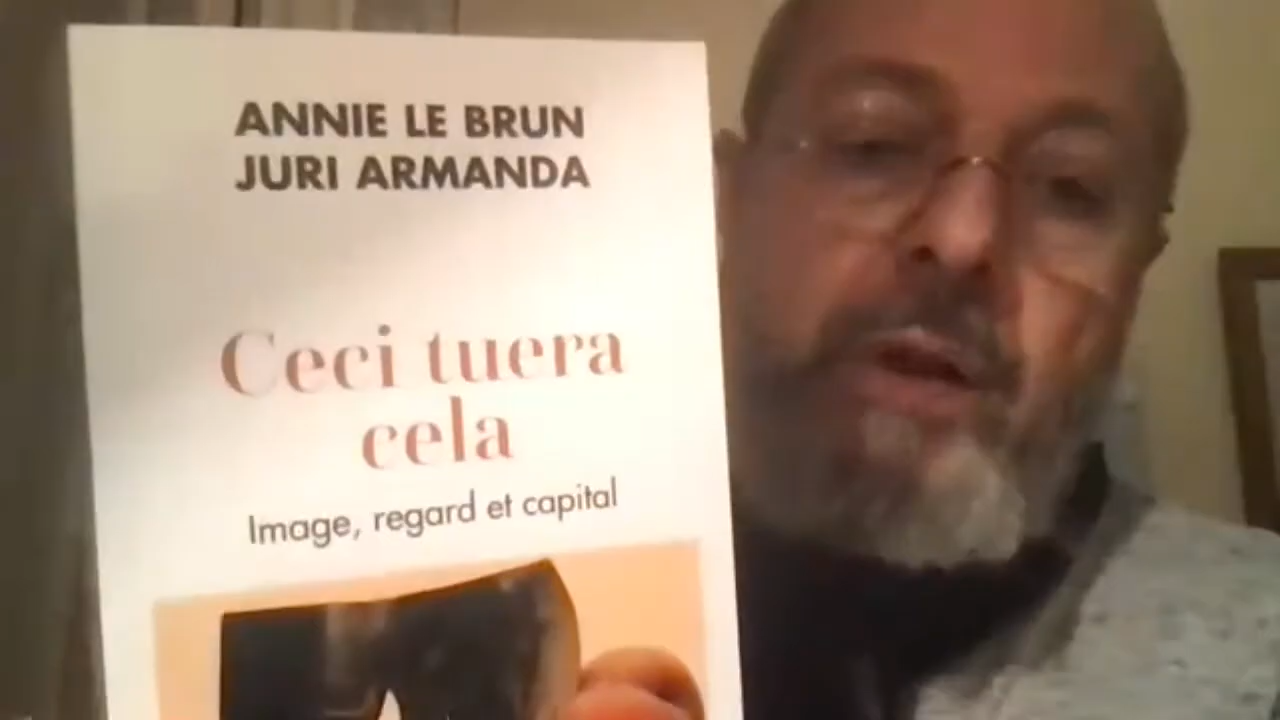 ANNIE LE BRUN
JURI ARMANDA
Ceci tuera
cela
Image, regard et capital